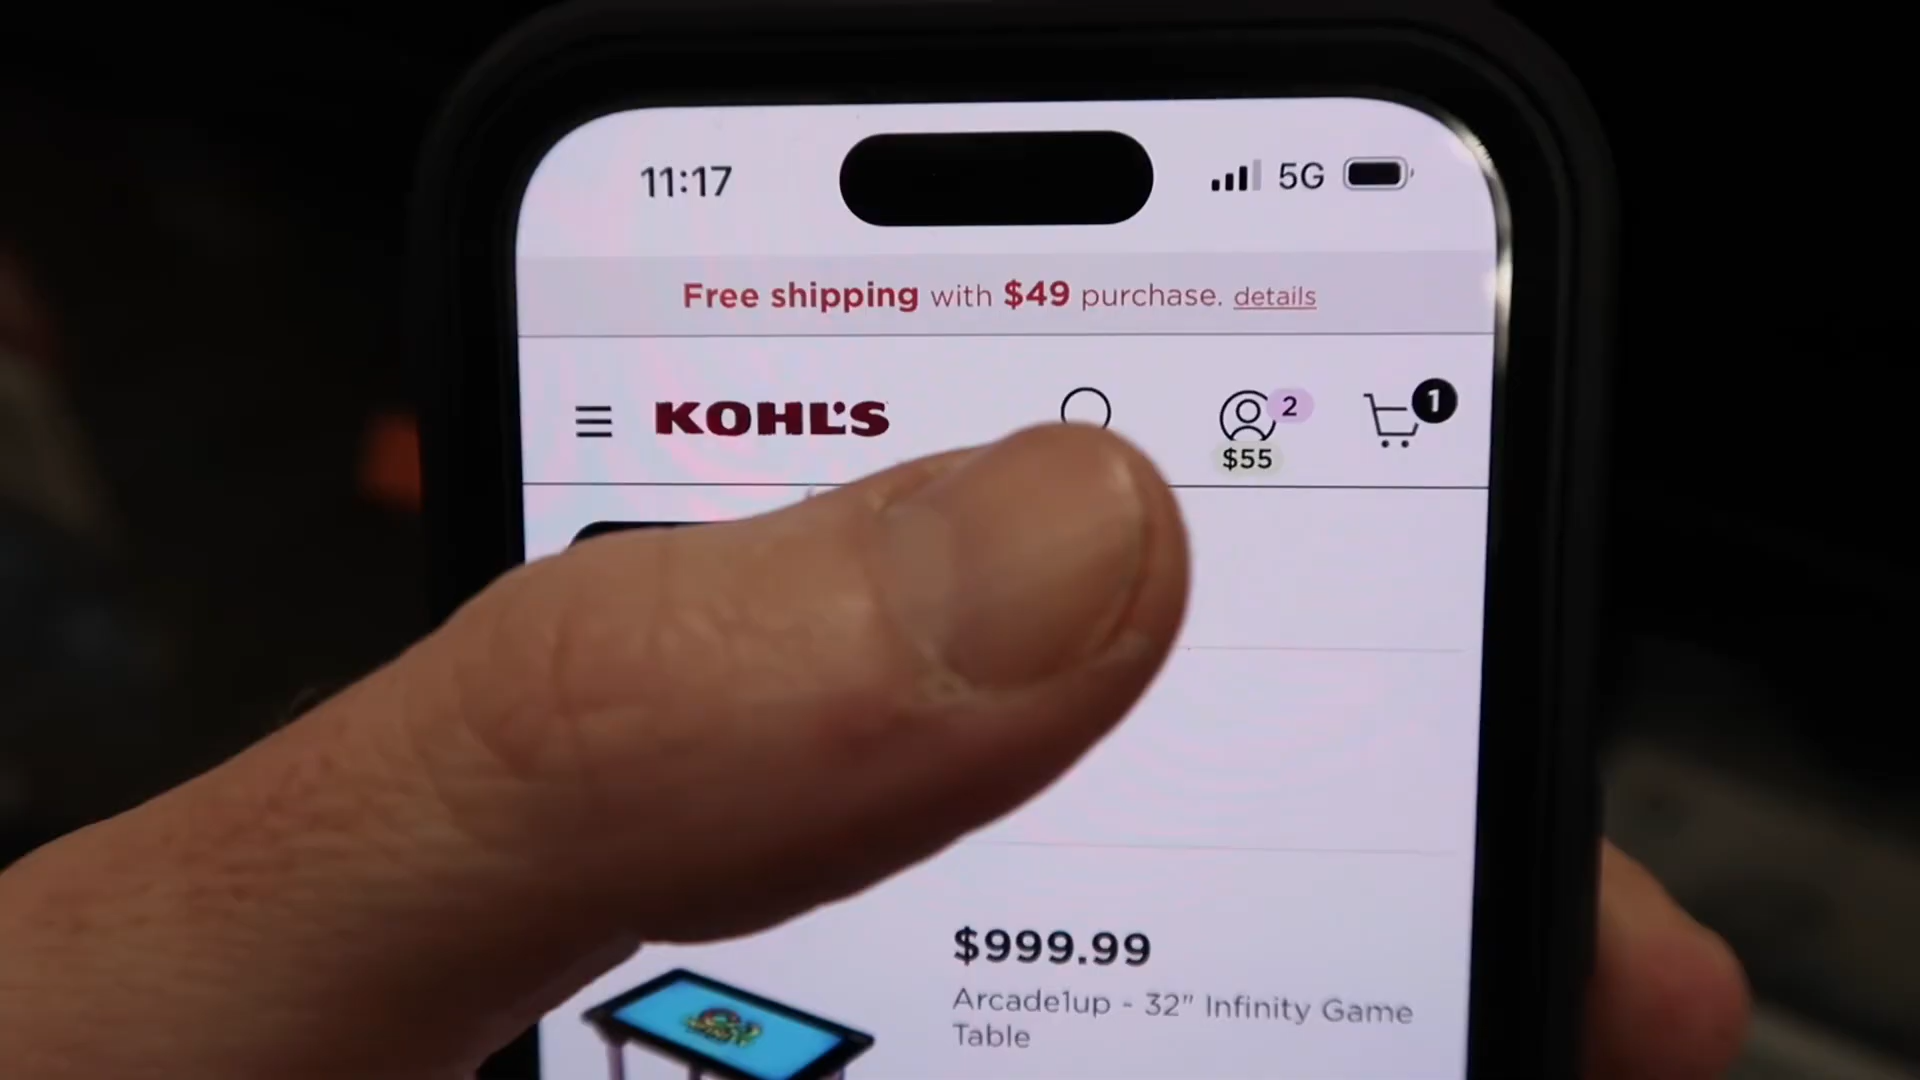 11:17
5G
Free shipping with $49 purchase. details
KOHL'S
2
1
$55
$999.99
Arcade1up - 32" Infinity Game
Table